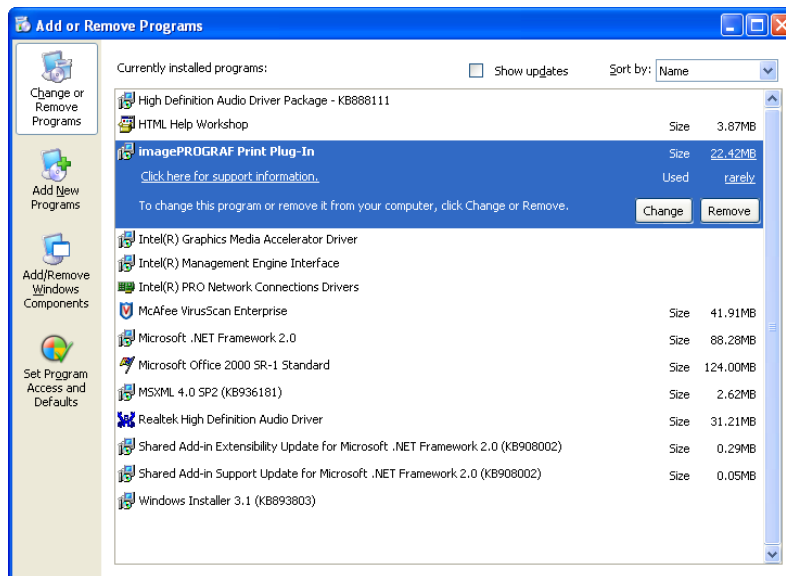 Add or Remove Programs
Currently installed programs:
Show updates
Sort by: Name
Change or
Remove
Programs
Add New
Programs
Add/Remove
Windows
Components
Set Program
Access and
Defaults
High Definition Audio Driver Package - KB888111
HTML Help Workshop Size 3.87MB
imagePROGRAF Print Plug-In Size 22.42MB
Click here for support information. Used rarely
To change this program or remove it from your computer, click Change or Remove. Change Remove
Intel(R) Graphics Media Accelerator Driver
Intel(R) Management Engine Interface
Intel(R) PRO Network Connections Drivers
McAfee VirusScan Enterprise Size 41.91MB
Microsoft .NET Framework 2.0 Size 88.28MB
Microsoft Office 2000 SR-1 Standard Size 124.00MB
MSXML 4.0 SP2 (KB936181) Size 2.62MB
Realtek High Definition Audio Driver Size 31.21MB
Shared Add-in Extensibility Update for Microsoft .NET Framework 2.0 (KB908002) Size 0.29MB
Shared Add-in Support Update for Microsoft .NET Framework 2.0 (KB908002) Size 0.05MB
Windows Installer 3.1 (KB893803)